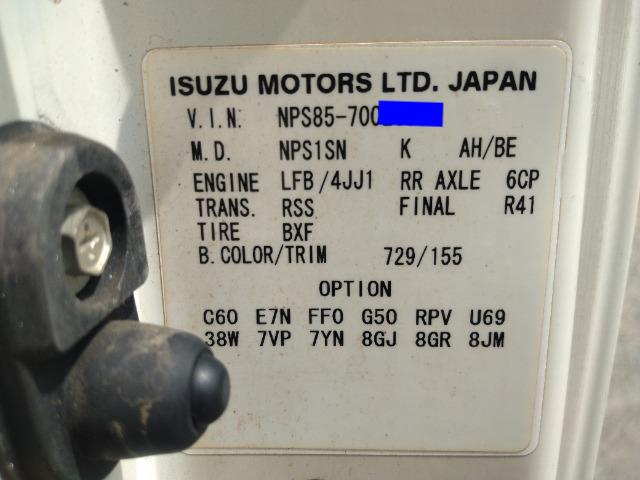 ISUZU MOTORS LTD. JAPAN
V.I.N. NPS85-700
M.D. NPS1SN K AH/BE
ENGINE LFB/4JJ1 RR AXLE 6CP
TRANS. RSS FINAL R41
TIRE BXF
B.COLOR/TRIM 729/155
OPTION
C60 E7N FF0 G50 RPV U69
38W 7VP 7YN 8GJ 8GR 8JM